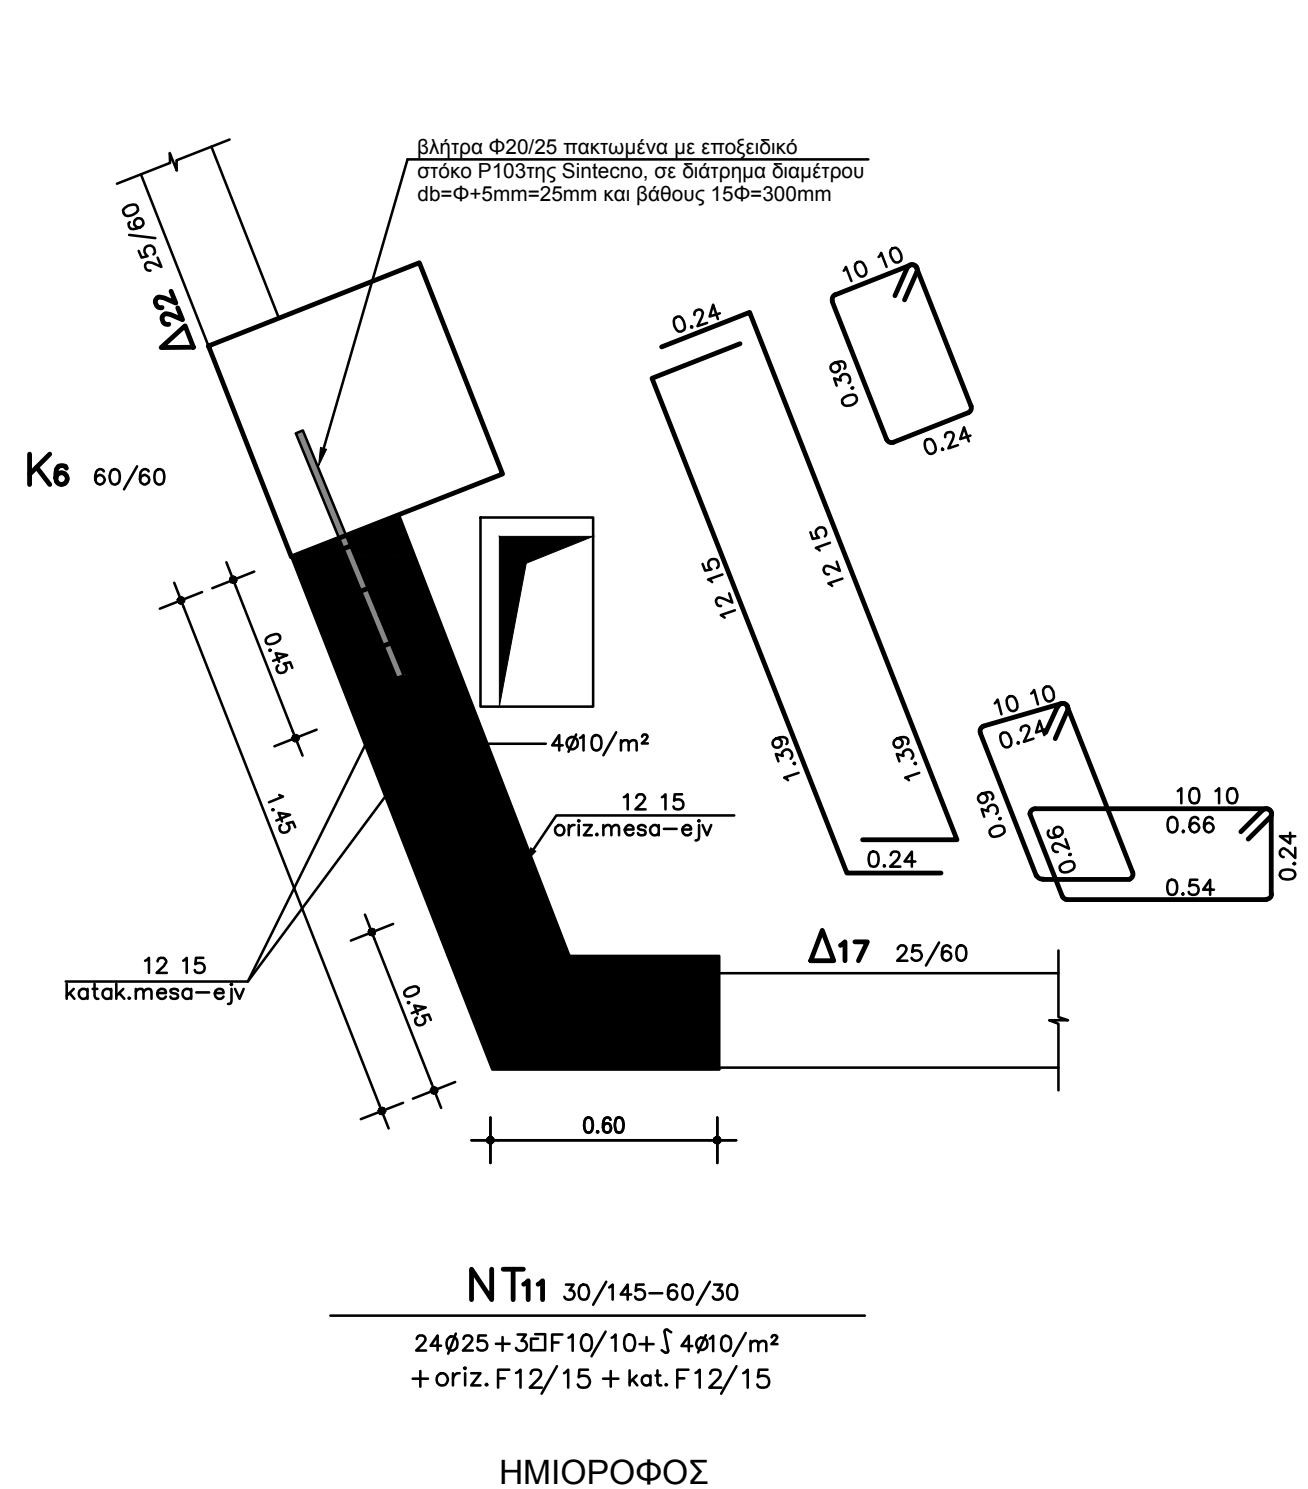 βλήτρα Φ20/25 πακτωμένα με εποξειδικό
στόκο P103της Sintecno, σε διάτρημα διαμέτρου
db=Φ+5mm=25mm και βάθους 15Φ=300mm
Δ22 25/60
K6 60/60
10 10
0.39
0.24
0.24
12 15
12 15
1.39
1.39
0.24
0.45
1.45
0.45
4Ø10/m²
12 15
oriz.mesa-ejv
12 15
katak.mesa-ejv
10 10
0.24
0.39
0.26
10 10
0.66
0.24
0.54
Δ17 25/60
0.60
NT11 30/145-60/30
24Ø25+3 F10/10+∫ 4Ø10/m²
+oriz. F12/15 + kat. F12/15
ΗΜΙΟΡΟΦΟΣ